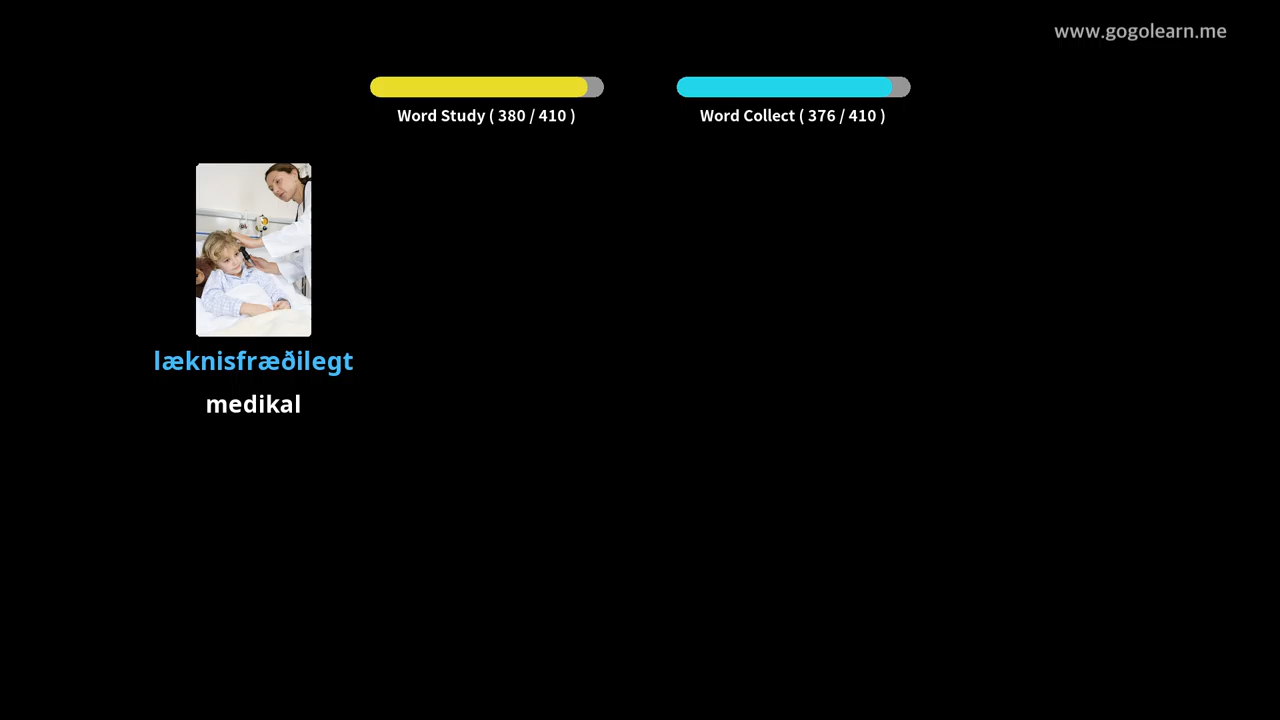 www.gogolearn.me
Word Study ( 380 / 410 )
Word Collect ( 376 / 410 )
læknisfræðilegt
medikal